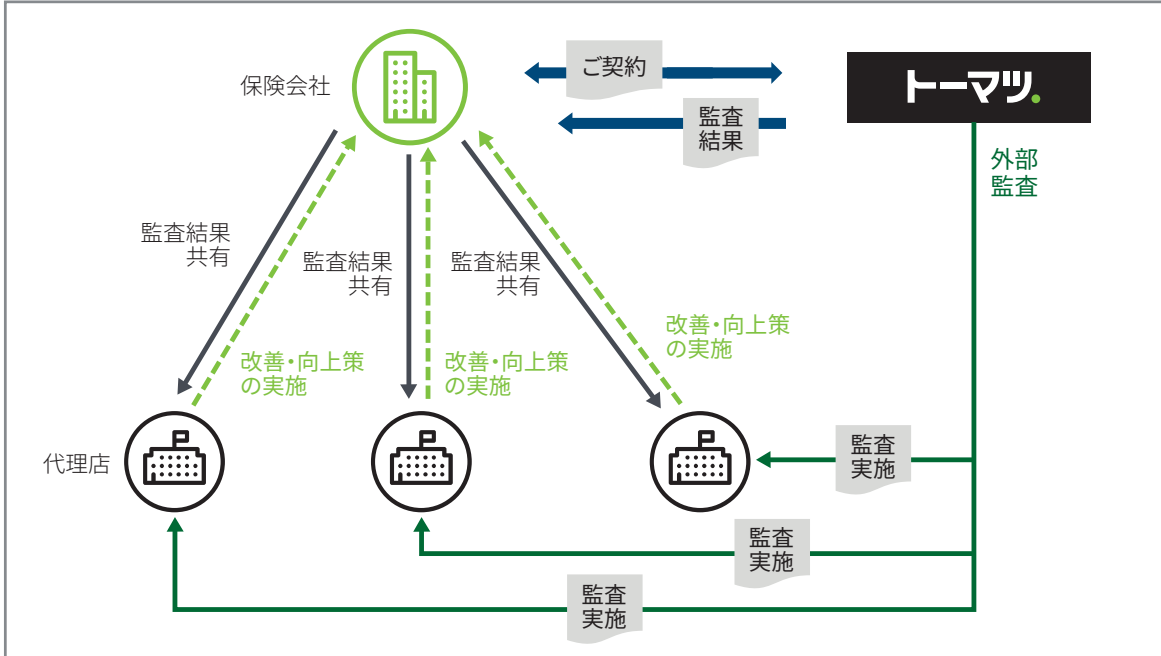 保険会社
ご契約
トーマツ.
監査
結果
外部
監査
監査結果
共有
監査結果
共有
監査結果
共有
改善・向上策
の実施
改善・向上策
の実施
改善・向上策
の実施
代理店
監査
実施
監査
実施
監査
実施